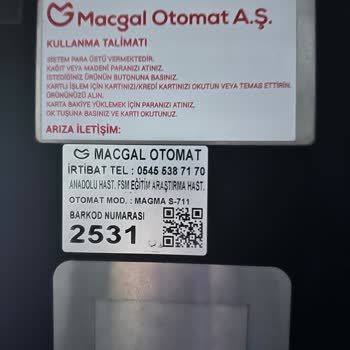 Macgal Otomat A.Ş.
KULLANMA TALİMATI
SİSTEM PARA ÜSTÜ VERMEKTEDİR.
KAĞIT VEYA MADENİ PARANIZI ATINIZ.
İSTEDİĞİNİZ ÜRÜNÜN BUTONUNA BASINIZ.
KARTLI İŞLEM İÇİN KARTINIZI/KREDİ KARTINIZI OKUTUN VEYA TEMAS ETTİRİN.
ÜRÜNÜNÜZÜ ALIN.
KARTA BAKİYE YÜKLEMEK İÇİN PARANIZI ATINIZ,
OK TUŞUNA BASINIZ VE KARTI OKUTUNUZ.
ARIZA İLETİŞİM:
MACGAL OTOMAT
İRTİBAT TEL : 0545 538 71 70
ANADOLU HAST. FSM EĞİTİM ARAŞTIRMA HAST.
OTOMAT MOD. : MAGMA S-711
BARKOD NUMARASI
2531